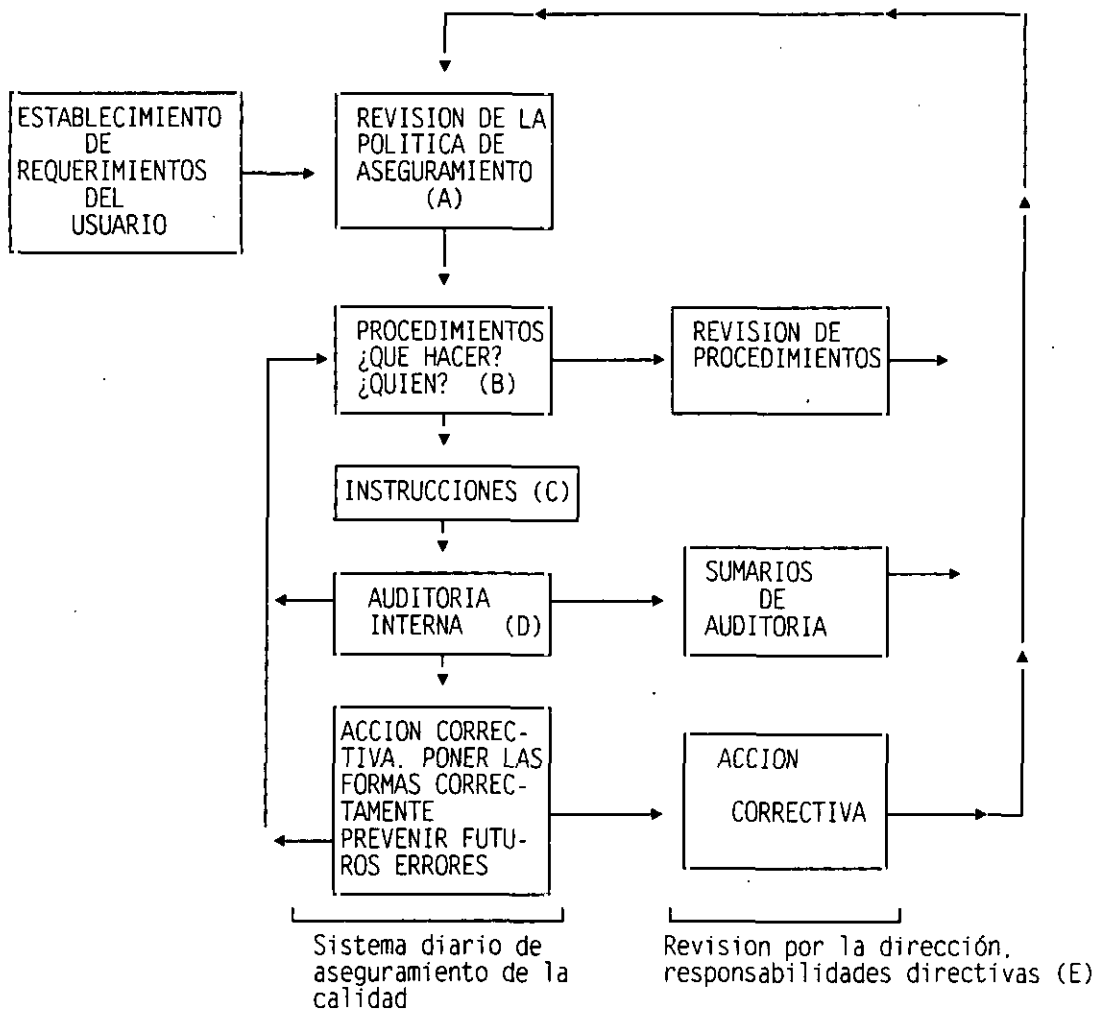 ESTABLECIMIENTO
DE
REQUERIMIENTOS
DEL
USUARIO
REVISION DE LA
POLITICA DE
ASEGURAMIENTO
(A)
PROCEDIMIENTOS
¿QUE HACER?
¿QUIEN? (B)
REVISION DE
PROCEDIMIENTOS
INSTRUCCIONES (C)
AUDITORIA
INTERNA (D)
SUMARIOS
DE
AUDITORIA
ACCION CORREC-
TIVA. PONER LAS
FORMAS CORREC-
TAMENTE
PREVENIR FUTU-
ROS ERRORES
ACCION
CORRECTIVA
Sistema diario de
aseguramiento de la
calidad
Revision por la dirección.
responsabilidades directivas (E)